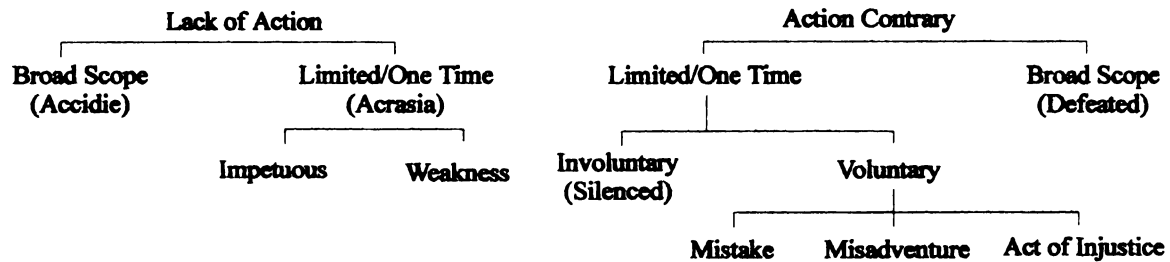 Lack of Action
Action Contrary
Broad Scope
(Accidie)
Limited/One Time
(Acrasia)
Limited/One Time
Broad Scope
(Defeated)
Impetuous
Weakness
Involuntary
(Silenced)
Voluntary
Mistake
Misadventure
Act of Injustice